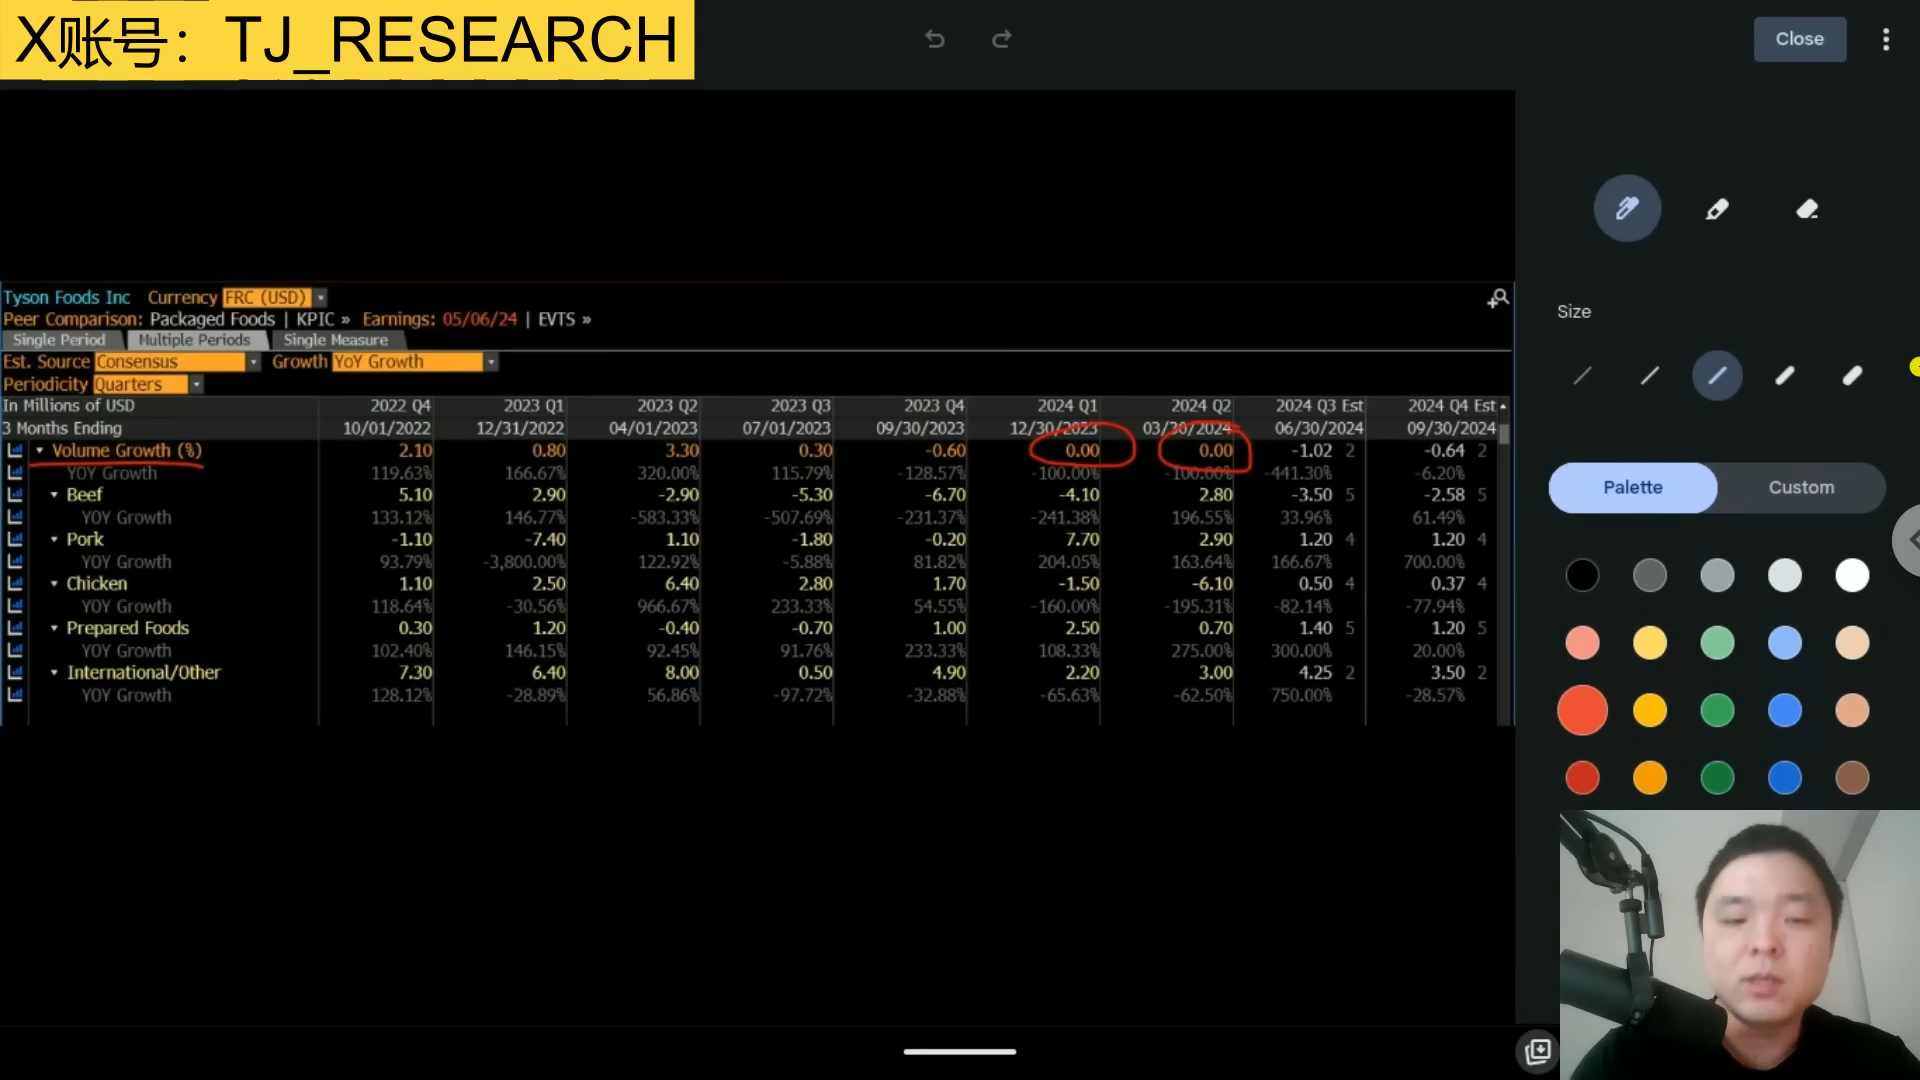 X账号：TJ_RESEARCH
Close
Tyson Foods Inc Currency FRC (USD)
Peer Comparison: Packaged Foods | KPIC » Earnings: 05/06/24 | EVTS »
Single Period Multiple Periods Single Measure
Est. Source Consensus Growth YoY Growth
Periodicity Quarters
In Millions of USD 2022 Q4 2023 Q1 2023 Q2 2023 Q3 2023 Q4 2024 Q1 2024 Q2 2024 Q3 Est 2024 Q4 Est
3 Months Ending 10/01/2022 12/31/2022 04/01/2023 07/01/2023 09/30/2023 12/30/2023 03/30/2024 06/30/2024 09/30/2024
Volume Growth (%) 2.10 0.80 3.30 0.30 -0.60 0.00 0.00 -1.02 2 -0.64 2
YOY Growth 119.63% 166.67% 320.00% 115.79% -128.57% -100.00% -100.00% -441.30% -6.20%
Beef 5.10 2.90 -2.90 -5.30 -6.70 -4.10 2.80 -3.50 5 -2.58 5
YOY Growth 133.12% 146.77% -583.33% -507.69% -231.37% -241.38% 196.55% 33.96% 61.49%
Pork -1.10 -7.40 1.10 -1.80 -0.20 7.70 2.90 1.20 4 1.20 4
YOY Growth 93.79% -3,800.00% 122.92% -5.88% 81.82% 204.05% 163.64% 166.67% 700.00%
Chicken 1.10 2.50 6.40 2.80 1.70 -1.50 -6.10 0.50 4 0.37 4
YOY Growth 118.64% -30.56% 966.67% 233.33% 54.55% -160.00% -195.31% -82.14% -77.94%
Prepared Foods 0.30 1.20 -0.40 -0.70 1.00 2.50 0.70 1.40 5 1.20 5
YOY Growth 102.40% 146.15% 92.45% 91.76% 233.33% 108.33% 275.00% 300.00% 20.00%
International/Other 7.30 6.40 8.00 0.50 4.90 2.20 3.00 4.25 2 3.50 2
YOY Growth 128.12% -28.89% 56.86% -97.72% -32.88% -65.63% -62.50% 750.00% -28.57%
Size
Palette Custom